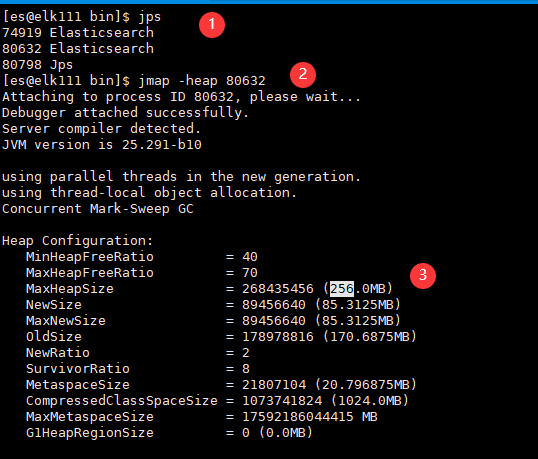 [es@elk111 bin]$ jps
1
74919 Elasticsearch
80632 Elasticsearch
80798 Jps
[es@elk111 bin]$ jmap -heap 80632
2
Attaching to process ID 80632, please wait...
Debugger attached successfully.
Server compiler detected.
JVM version is 25.291-b10
using parallel threads in the new generation.
using thread-local object allocation.
Concurrent Mark-Sweep GC
Heap Configuration:
MinHeapFreeRatio = 40
MaxHeapFreeRatio = 70
3
MaxHeapSize = 268435456 (256.0MB)
NewSize = 89456640 (85.3125MB)
MaxNewSize = 89456640 (85.3125MB)
OldSize = 178978816 (170.6875MB)
NewRatio = 2
SurvivorRatio = 8
MetaspaceSize = 21807104 (20.796875MB)
CompressedClassSpaceSize = 1073741824 (1024.0MB)
MaxMetaspaceSize = 17592186044415 MB
G1HeapRegionSize = 0 (0.0MB)